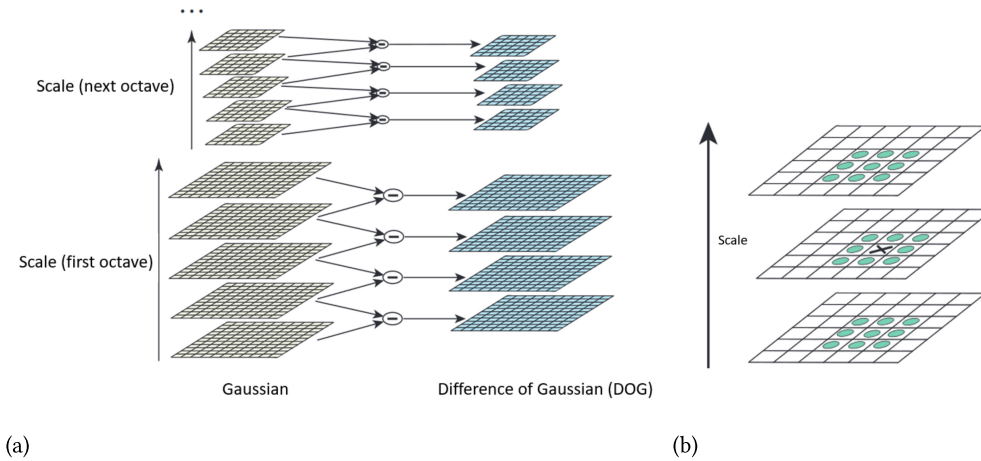 ...
Scale (next octave)
Scale (first octave)
Gaussian
Difference of Gaussian (DOG)
(a)
Scale
(b)